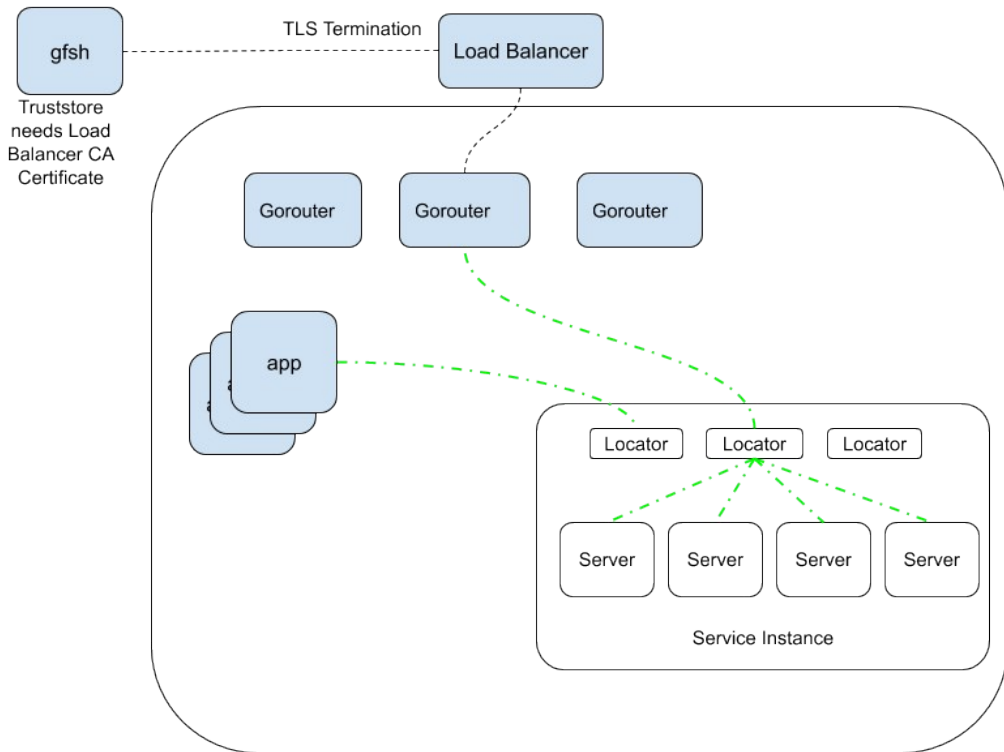 gfsh
TLS Termination
Load Balancer
Truststore
needs Load
Balancer CA
Certificate
Gorouter
Gorouter
Gorouter
app
Locator
Locator
Locator
Server
Server
Server
Server
Service Instance